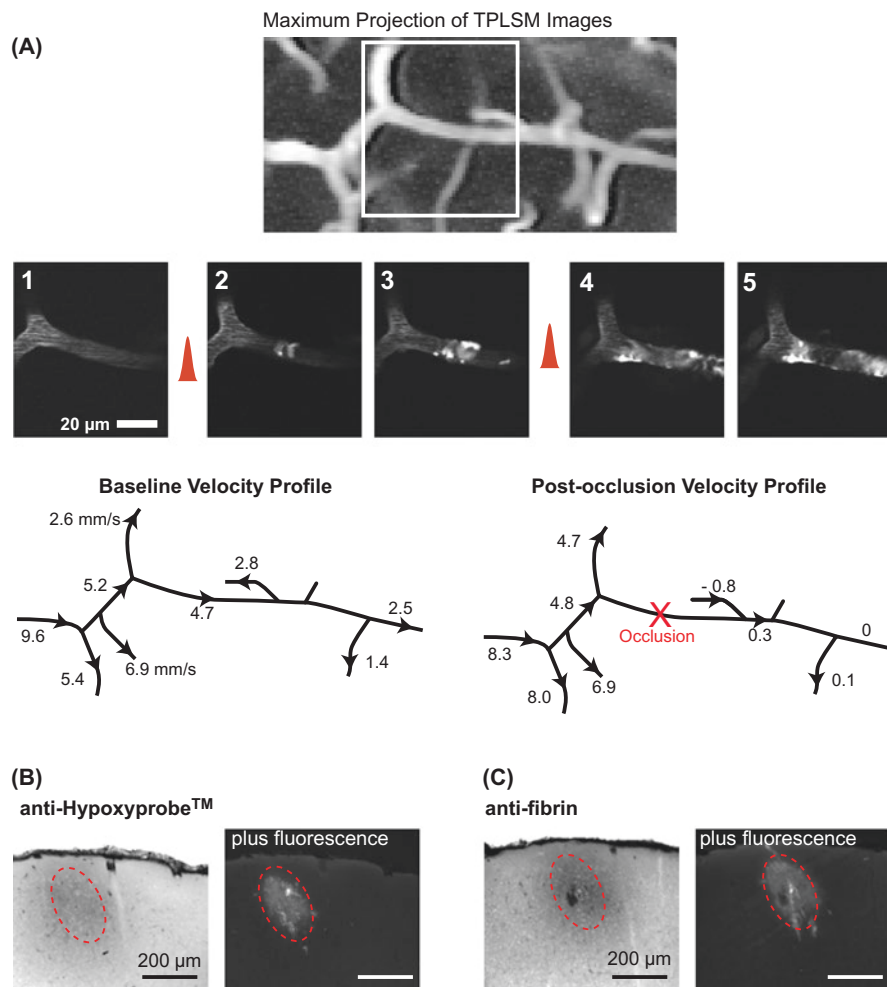 Maximum Projection of TPLSM Images
(A)
1
2
3
4
5
20 µm
Baseline Velocity Profile
2.6 mm/s
5.2
2.8
4.7
2.5
9.6
6.9 mm/s
5.4
1.4
Post-occlusion Velocity Profile
4.7
- 0.8
4.8
Occlusion
0.3
0
8.3
6.9
8.0
0.1
(B)
anti-Hypoxyprobe™
plus fluorescence
200 µm
(C)
anti-fibrin
plus fluorescence
200 µm